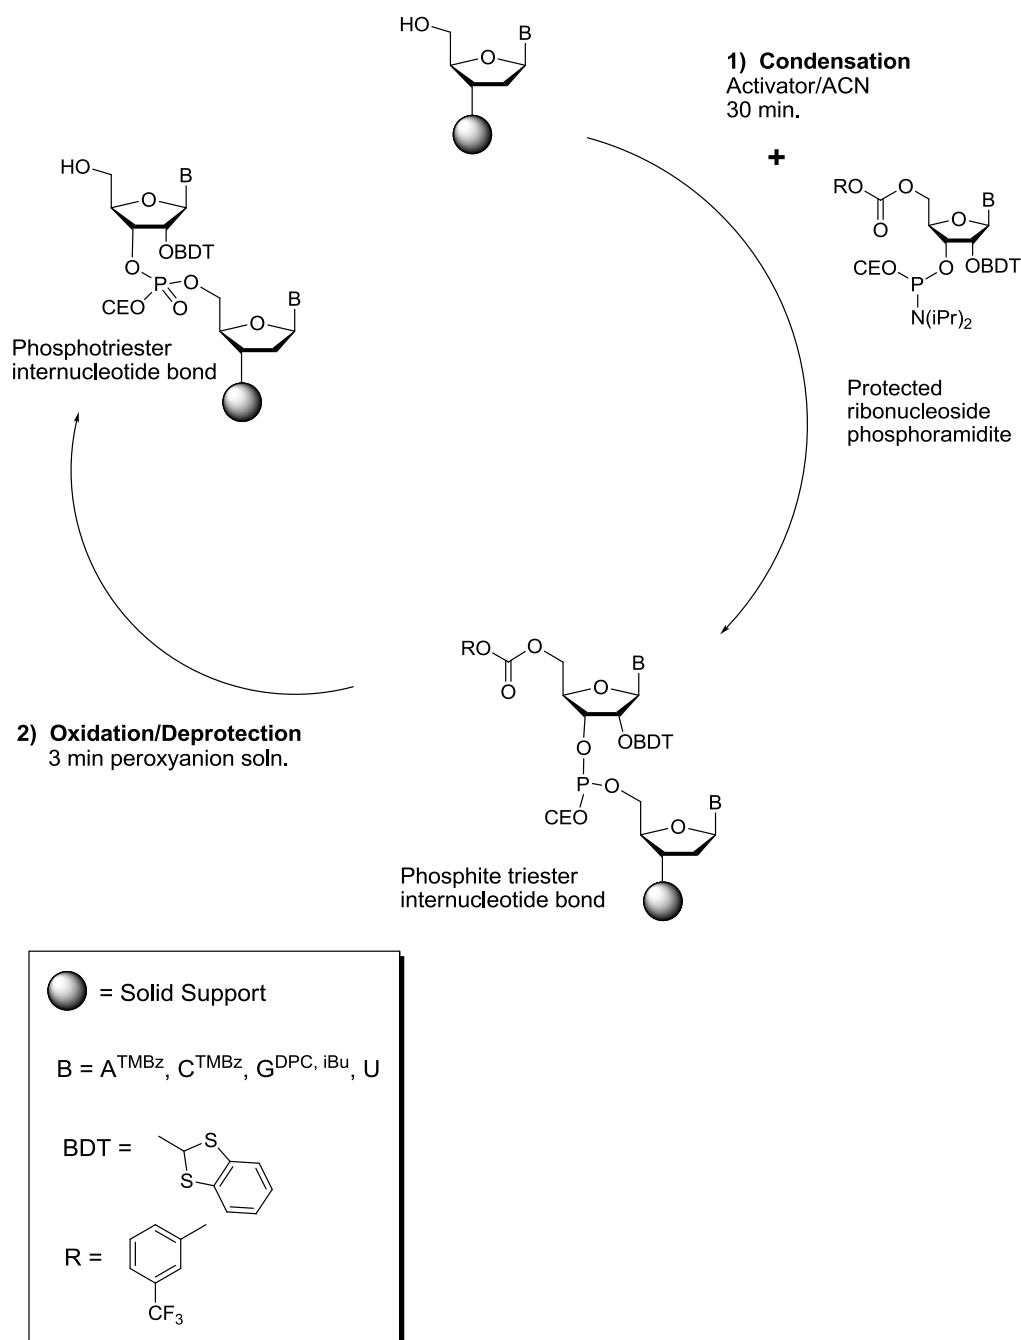 HO
O
B
1) Condensation
Activator/ACN
30 min.
+
RO
O
O
O
B
CEO
O
OBDT
P
N(iPr)2
Protected
ribonucleoside
phosphoramidite
HO
O
B
O
OBDT
CEO
P
O
O
O
B
Phosphotriester
internucleotide bond
2) Oxidation/Deprotection
3 min peroxyanion soln.
RO
O
O
O
B
O
OBDT
P
O
CEO
O
B
Phosphite triester
internucleotide bond
= Solid Support
B = A^TMBz, C^TMBz, G^DPC, iBu, U
BDT =
S
S
R =
CF3